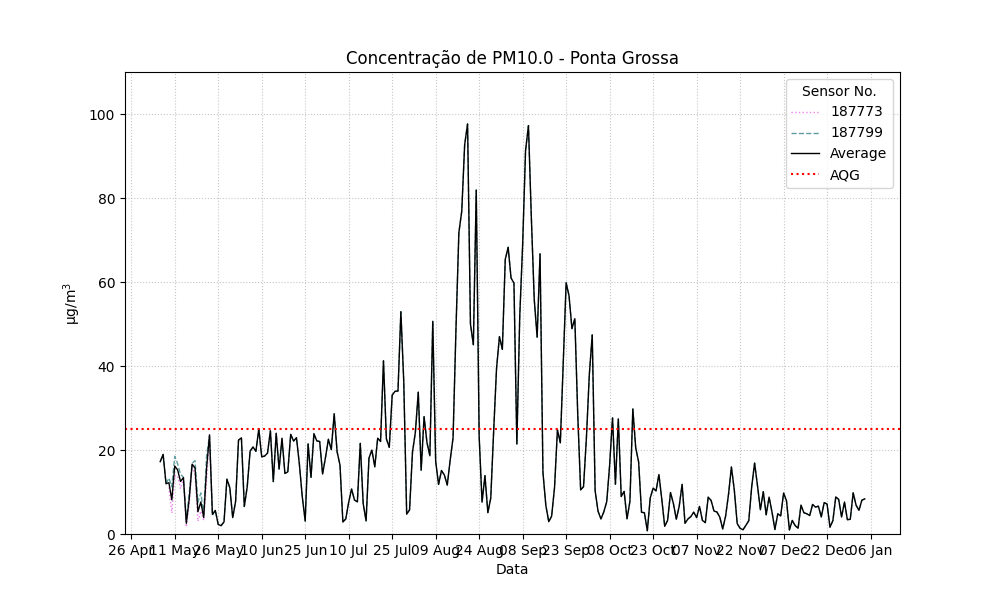 Concentração de PM10.0 - Ponta Grossa
Sensor No.
187773
187799
Average
AQG
100
80
60
40
20
0
µg/m³
26 Apr 11 May 26 May 10 Jun 25 Jun 10 Jul 25 Jul 09 Aug 24 Aug 08 Sep 23 Sep 08 Oct 23 Oct 07 Nov 22 Nov 07 Dec 22 Dec 06 Jan
Data